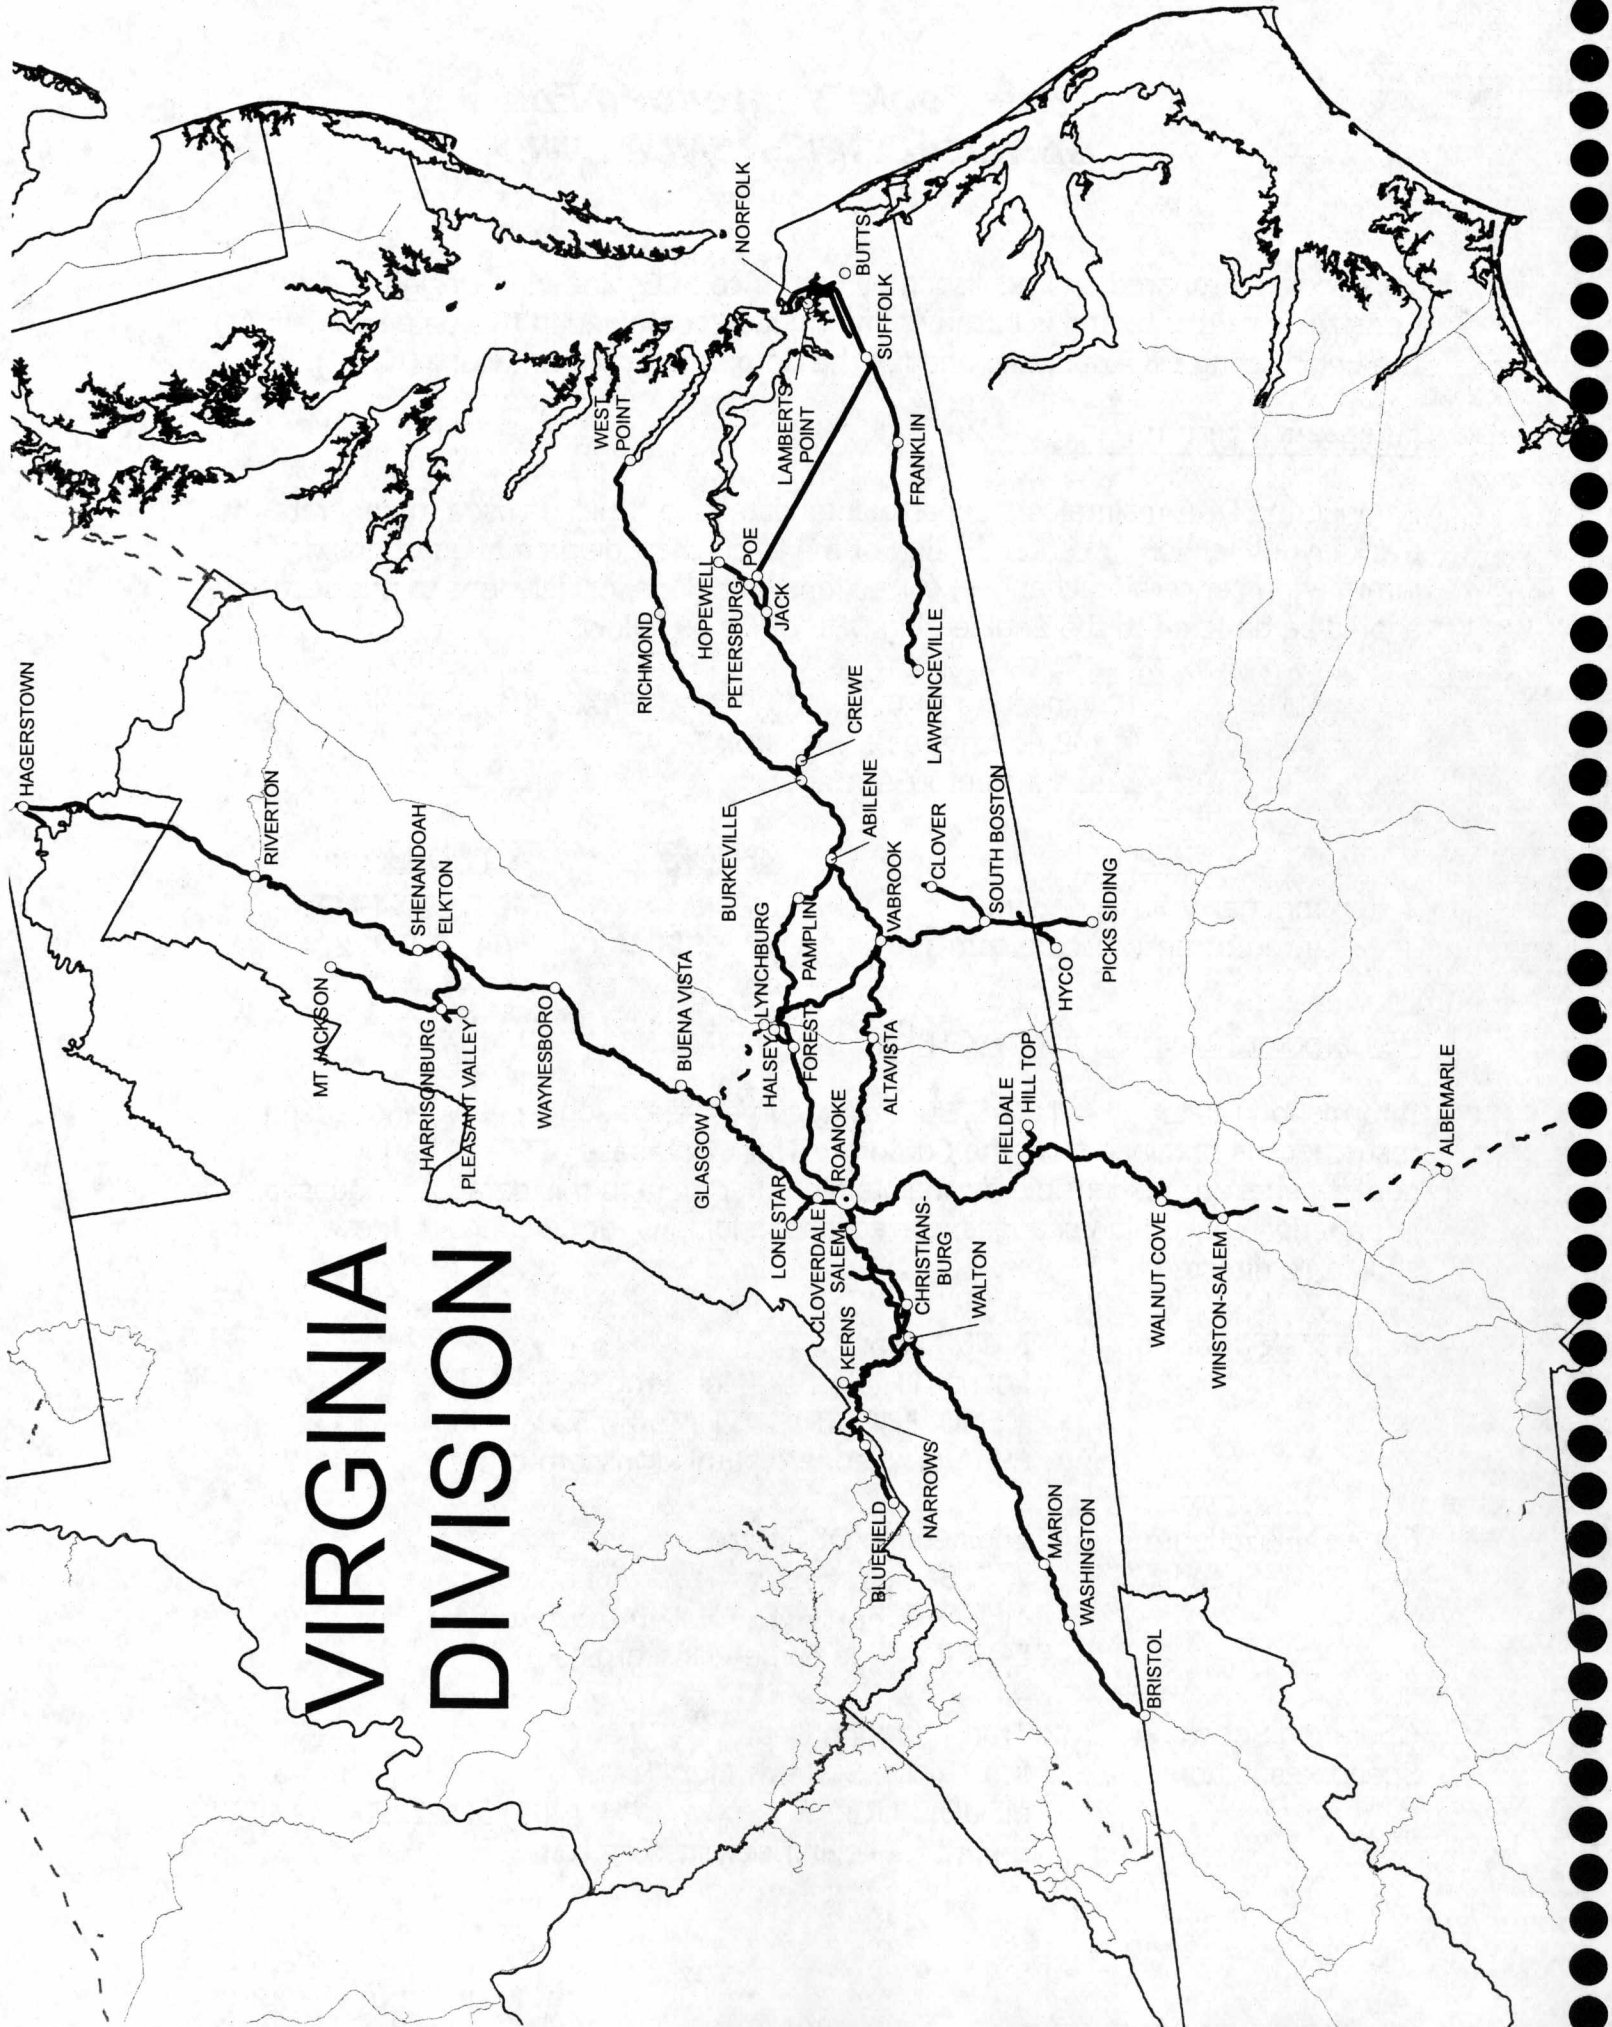 VIRGINIA
DIVISION
HAGERSTOWN
RIVERTON
SHENANDOAH
ELKTON
MT JACKSON
HARRISONBURG
PLEASANT VALLEY
WAYNESBORO
BUENA VISTA
GLASGOW
LONE STAR
CLOVERDALE
SALEM
KERNS
ROANOKE
CHRISTIANS-
BURG
WALTON
NARROWS
BLUEFIELD
MARION
WASHINGTON
BRISTOL
HALSEY
LYNCHBURG
FOREST
PAMPLIN
ALTAVISTA
BURKEVILLE
ABILENE
CREWE
VABROOK
CLOVER
SOUTH BOSTON
HYCO
PICKS SIDING
FIELDALE
HILL TOP
WALNUT COVE
WINSTON-SALEM
ALBEMARLE
RICHMOND
WEST
POINT
HOPEWELL
PETERSBURG
POE
JACK
LAMBERTS
POINT
NORFOLK
BUTTS
SUFFOLK
FRANKLIN
LAWRENCEVILLE